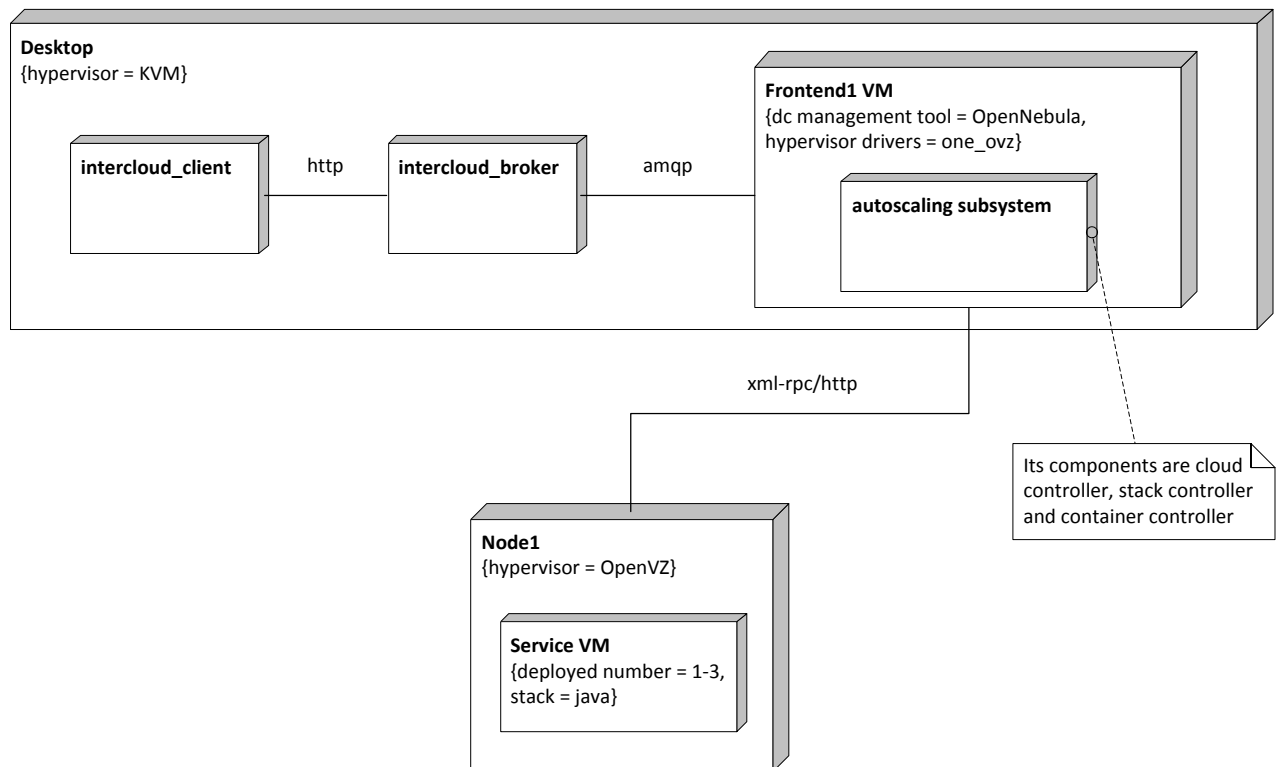 Desktop
{hypervisor = KVM}
Frontend1 VM
{dc management tool = OpenNebula,
hypervisor drivers = one_ovz}
intercloud_client
http
intercloud_broker
amqp
autoscaling subsystem
xml-rpc/http
Its components are cloud
controller, stack controller
and container controller
Node1
{hypervisor = OpenVZ}
Service VM
{deployed number = 1-3,
stack = java}